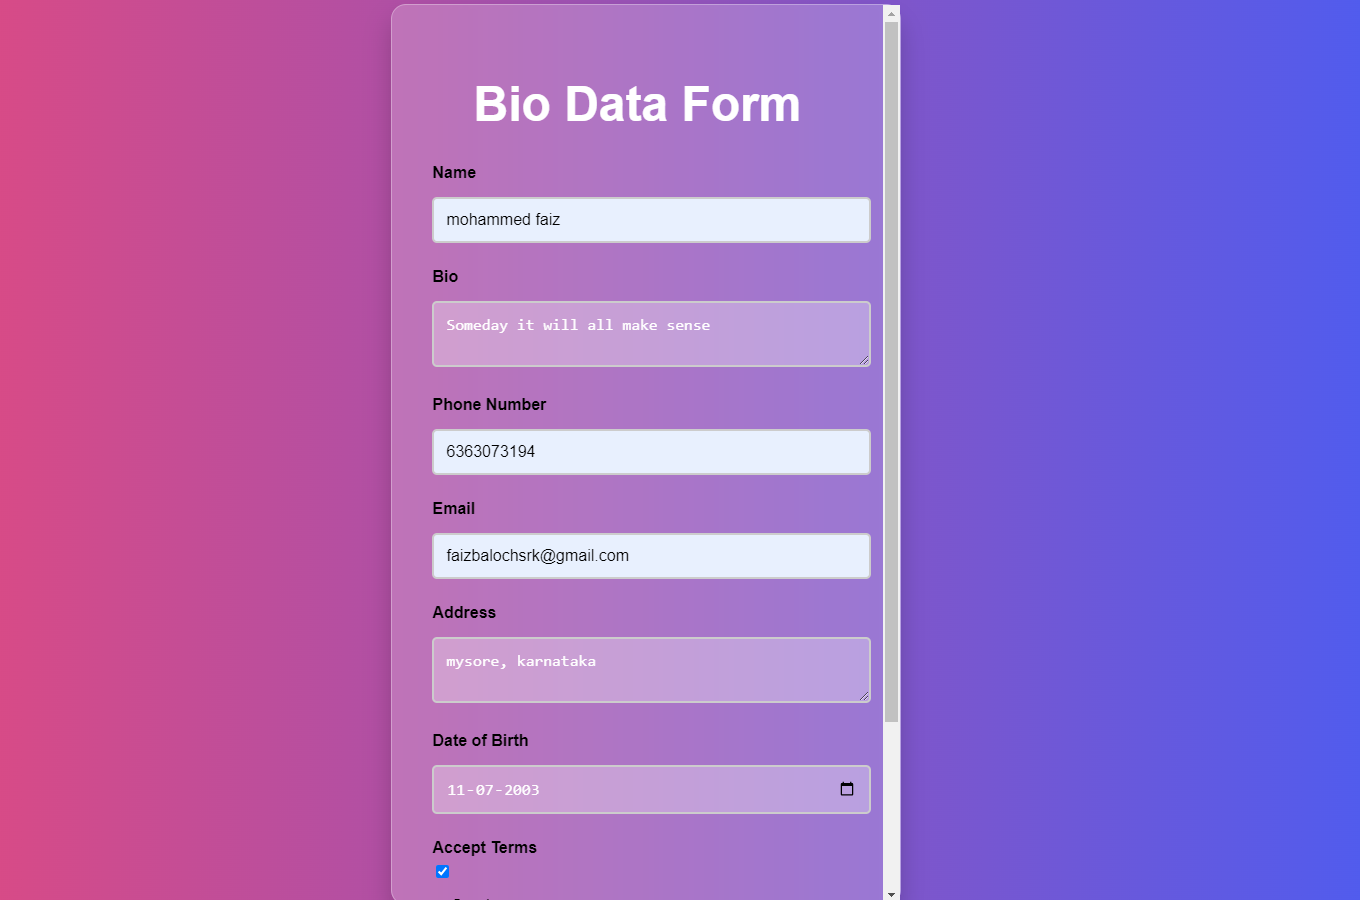 Bio Data Form
Name
mohammed faiz
Bio
Someday it will all make sense
Phone Number
6363073194
Email
faizbalochsrk@gmail.com
Address
mysore, karnataka
Date of Birth
11-07-2003
Accept Terms